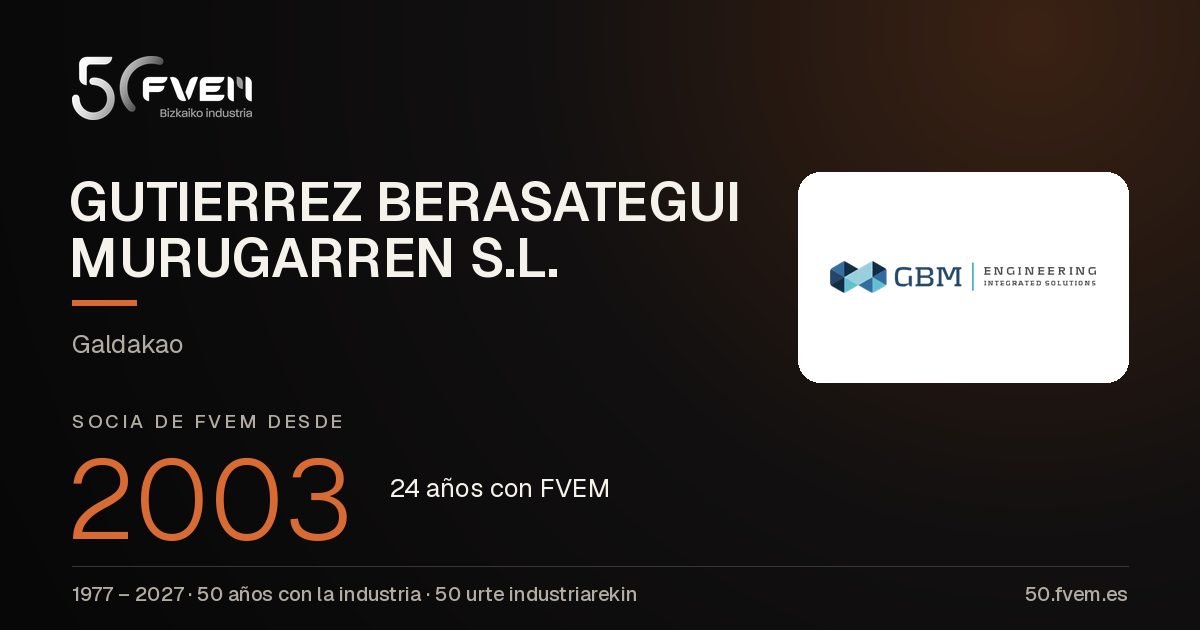 50 FVEM
Bizkaiko industria
GUTIERREZ BERASATEGUI
MURUGARREN S.L.
GBM
ENGINEERING
INTEGRATED SOLUTIONS
Galdakao
SOCIA DE FVEM DESDE
2003
24 años con FVEM
1977 – 2027 · 50 años con la industria · 50 urte industriarekin
50.fvem.es